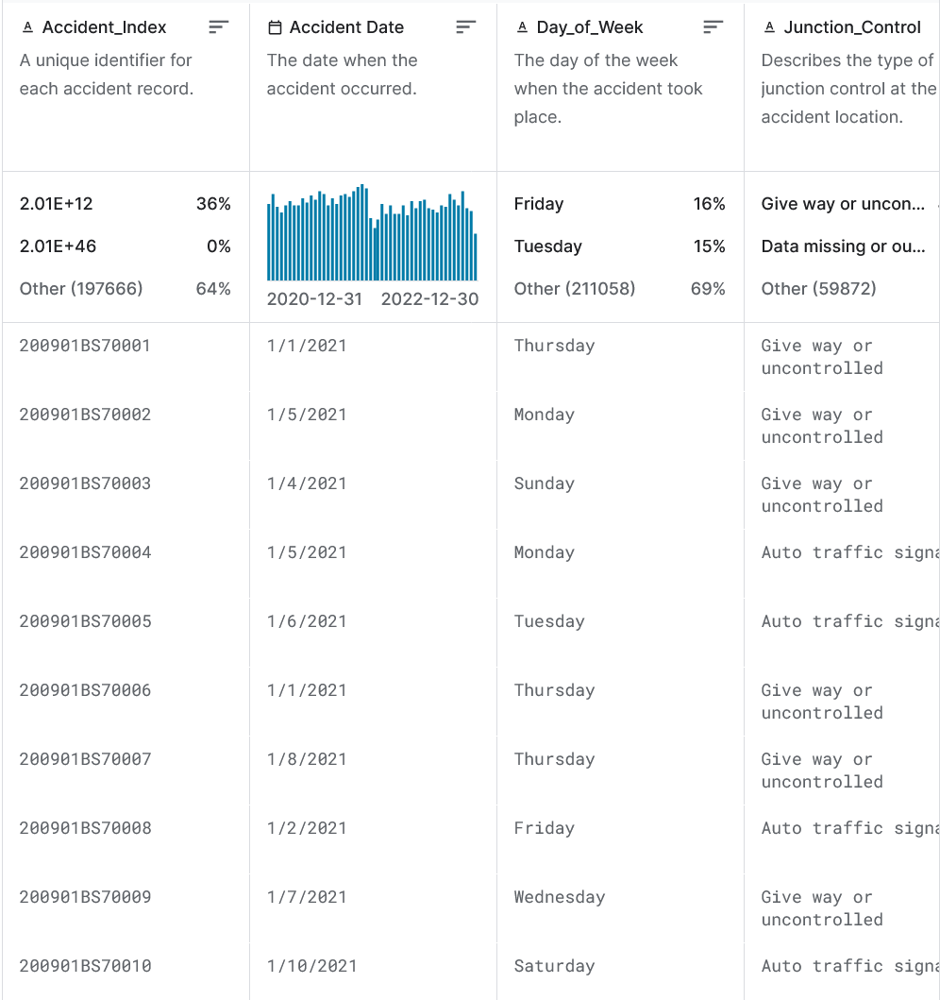 Accident_Index
A unique identifier for
each accident record.
Accident Date
The date when the
accident occurred.
Day_of_Week
The day of the week
when the accident took
place.
Junction_Control
Describes the type of
junction control at the
accident location.
2.01E+12 36%
2.01E+46 0%
Other (197666) 64%
2020-12-31 2022-12-30
Friday 16%
Tuesday 15%
Other (211058) 69%
Give way or uncon...
Data missing or ou...
Other (59872)
200901BS70001 1/1/2021 Thursday Give way or
uncontrolled
200901BS70002 1/5/2021 Monday Give way or
uncontrolled
200901BS70003 1/4/2021 Sunday Give way or
uncontrolled
200901BS70004 1/5/2021 Monday Auto traffic signa
200901BS70005 1/6/2021 Tuesday Auto traffic signa
200901BS70006 1/1/2021 Thursday Give way or
uncontrolled
200901BS70007 1/8/2021 Thursday Give way or
uncontrolled
200901BS70008 1/2/2021 Friday Auto traffic signa
200901BS70009 1/7/2021 Wednesday Give way or
uncontrolled
200901BS70010 1/10/2021 Saturday Auto traffic signa